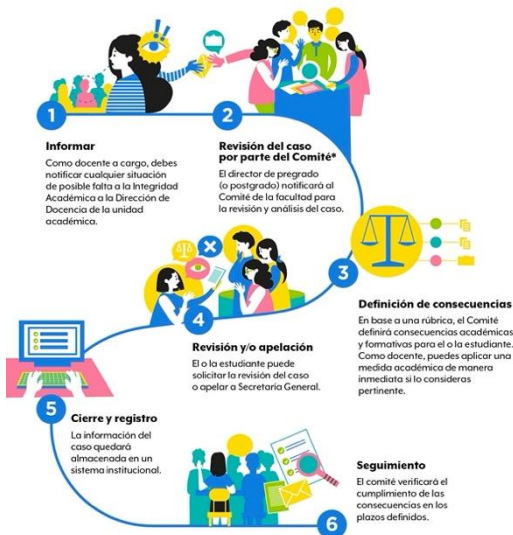 1
Informar
Como docente a cargo, debes
notificar cualquier situación
de posible falta a la Integridad
Académica a la Dirección de
Docencia de la unidad
académica.
2
Revisión del caso
por parte del Comité*
El director de pregrado
(o postgrado) notificará al
Comité de la facultad para
la revisión y análisis del caso.
3
Definición de consecuencias
En base a una rúbrica, el Comité
definirá consecuencias académicas
y formativas para el o la estudiante.
Como docente, puedes aplicar una
medida académica de manera
inmediata si lo consideras
pertinente.
4
Revisión y/o apelación
El o la estudiante puede
solicitar la revisión del caso
o apelar a Secretaría General.
5
Cierre y registro
La información del
caso quedará
almacenada en un
sistema institucional.
6
Seguimiento
El comité verificará el
cumplimiento de las
consecuencias en los
plazos definidos.